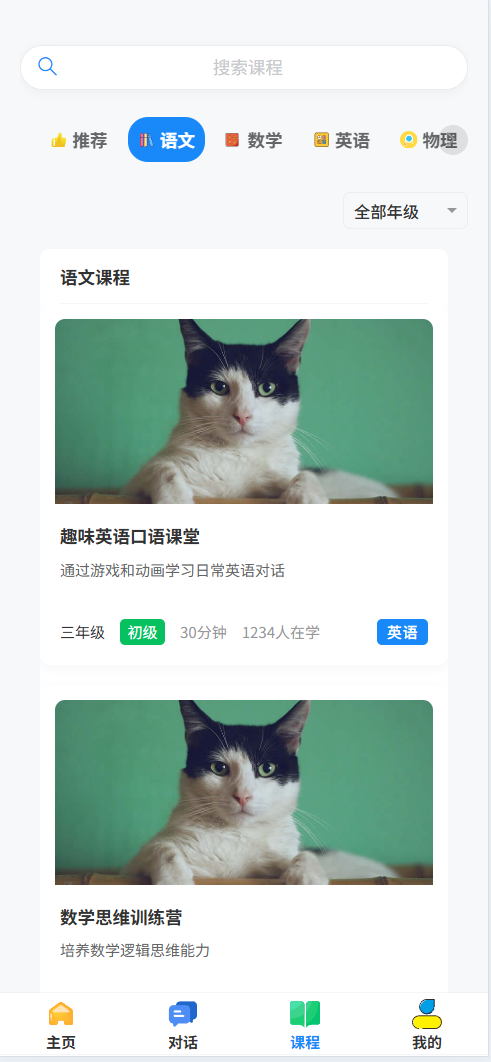 搜索课程
推荐 语文 数学 英语 物理
全部年级
语文课程
趣味英语口语课堂
通过游戏和动画学习日常英语对话
三年级 初级 30分钟 1234人在学 英语
数学思维训练营
培养数学逻辑思维能力
主页 对话 课程 我的